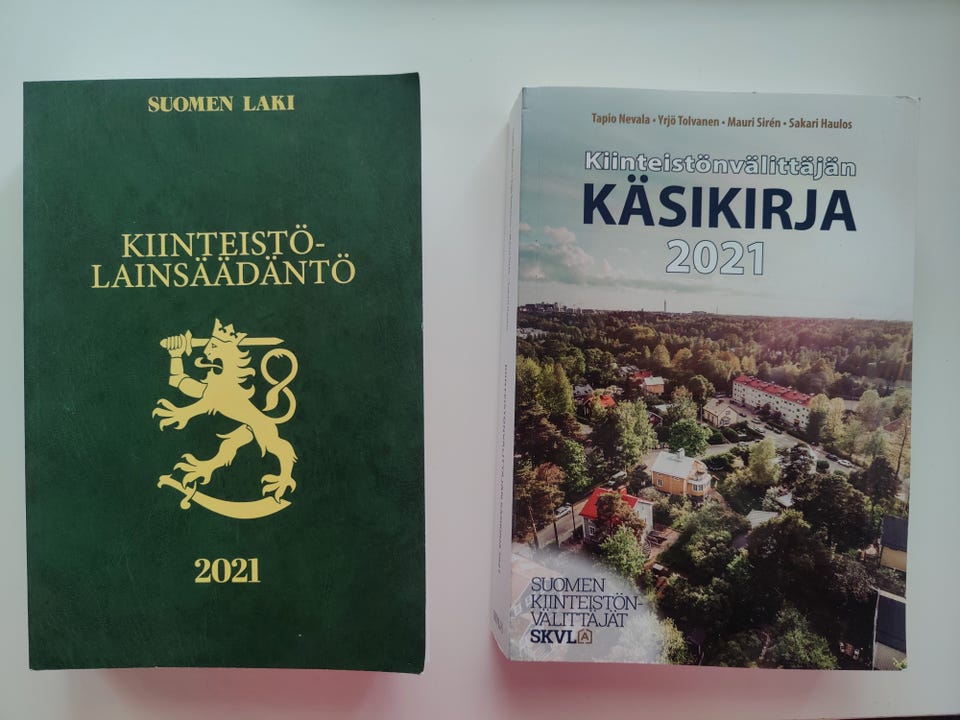 SUOMEN LAKI
KIINTEISTÖ-
LAINSÄÄDÄNTÖ
2021
Tapio Nevala • Yrjö Tolvanen • Mauri Sirén • Sakari Haulos
Kiinteistönvälittäjän
KÄSIKIRJA
2021
SUOMEN
KIINTEISTÖN-
VÄLITTÄJÄT
SKVL